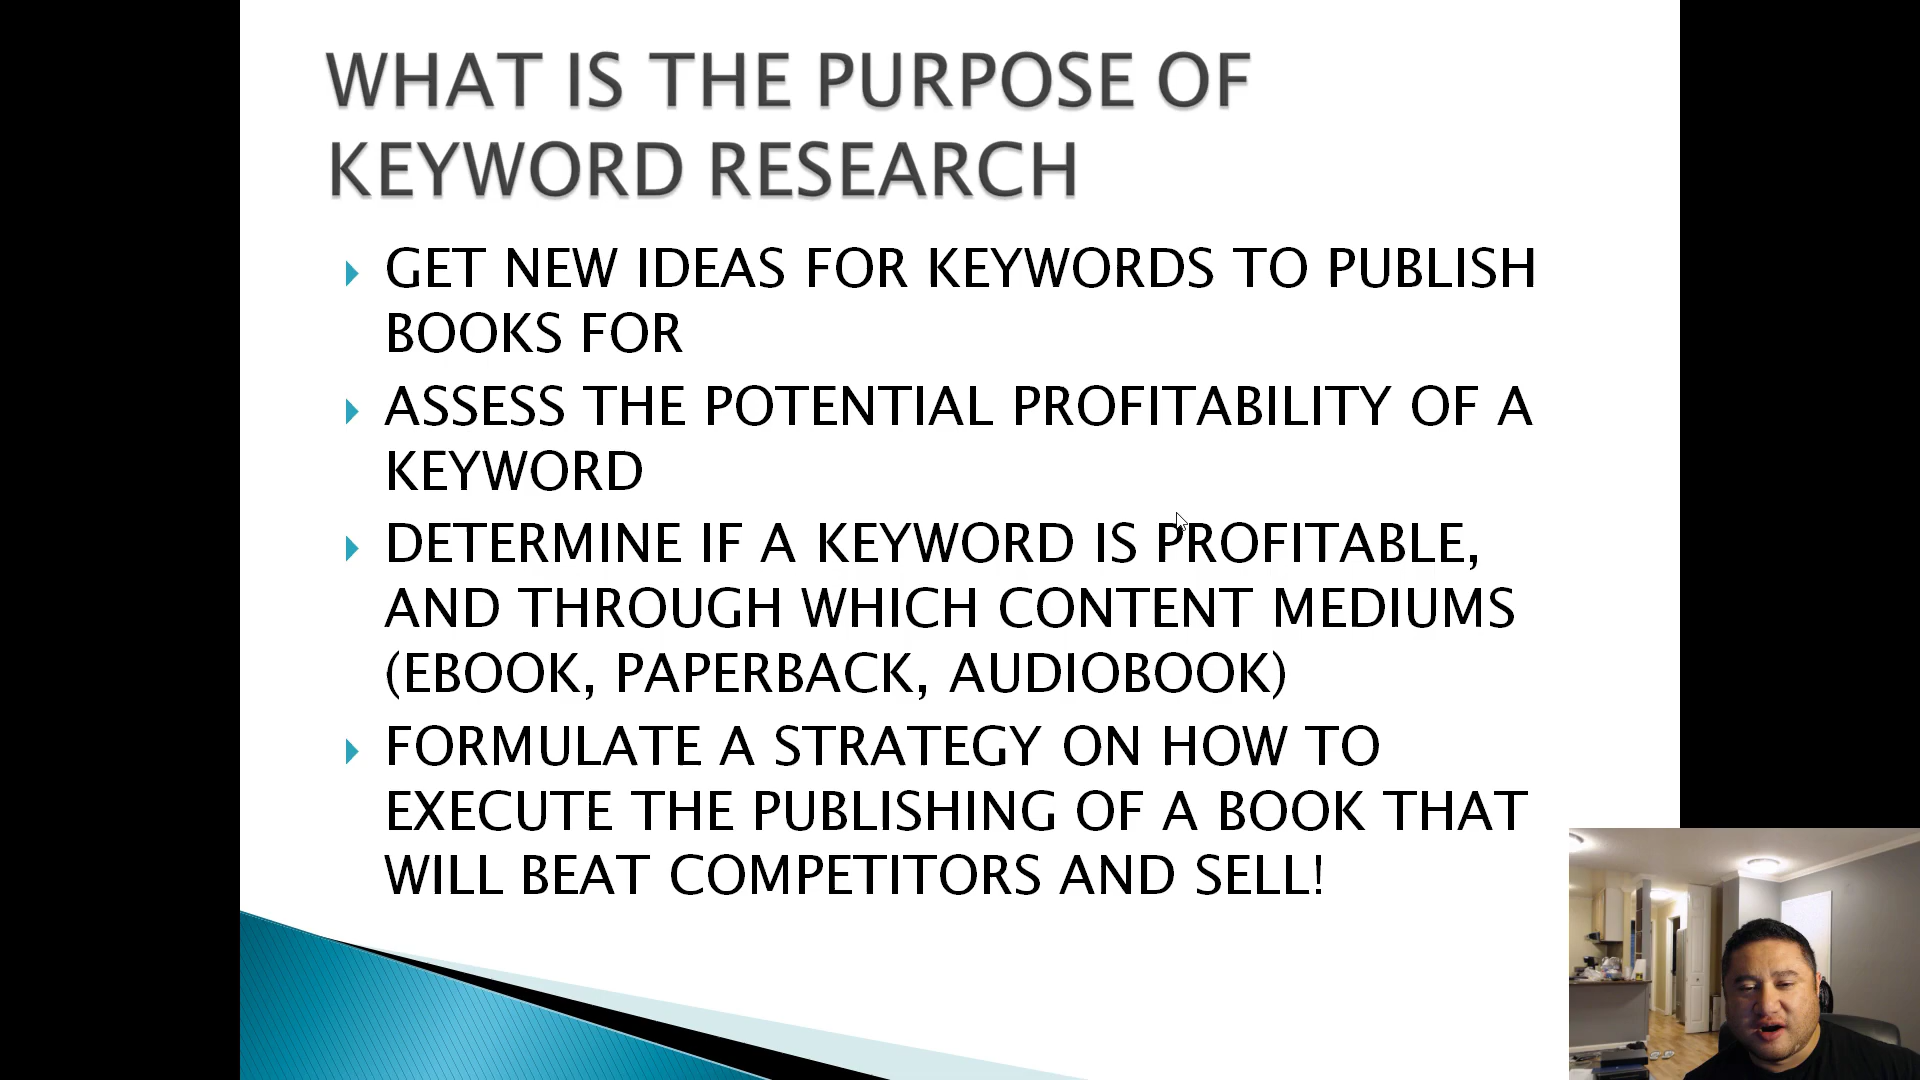 WHAT IS THE PURPOSE OF
KEYWORD RESEARCH
GET NEW IDEAS FOR KEYWORDS TO PUBLISH
BOOKS FOR
ASSESS THE POTENTIAL PROFITABILITY OF A
KEYWORD
DETERMINE IF A KEYWORD IS PROFITABLE,
AND THROUGH WHICH CONTENT MEDIUMS
(EBOOK, PAPERBACK, AUDIOBOOK)
FORMULATE A STRATEGY ON HOW TO
EXECUTE THE PUBLISHING OF A BOOK THAT
WILL BEAT COMPETITORS AND SELL!